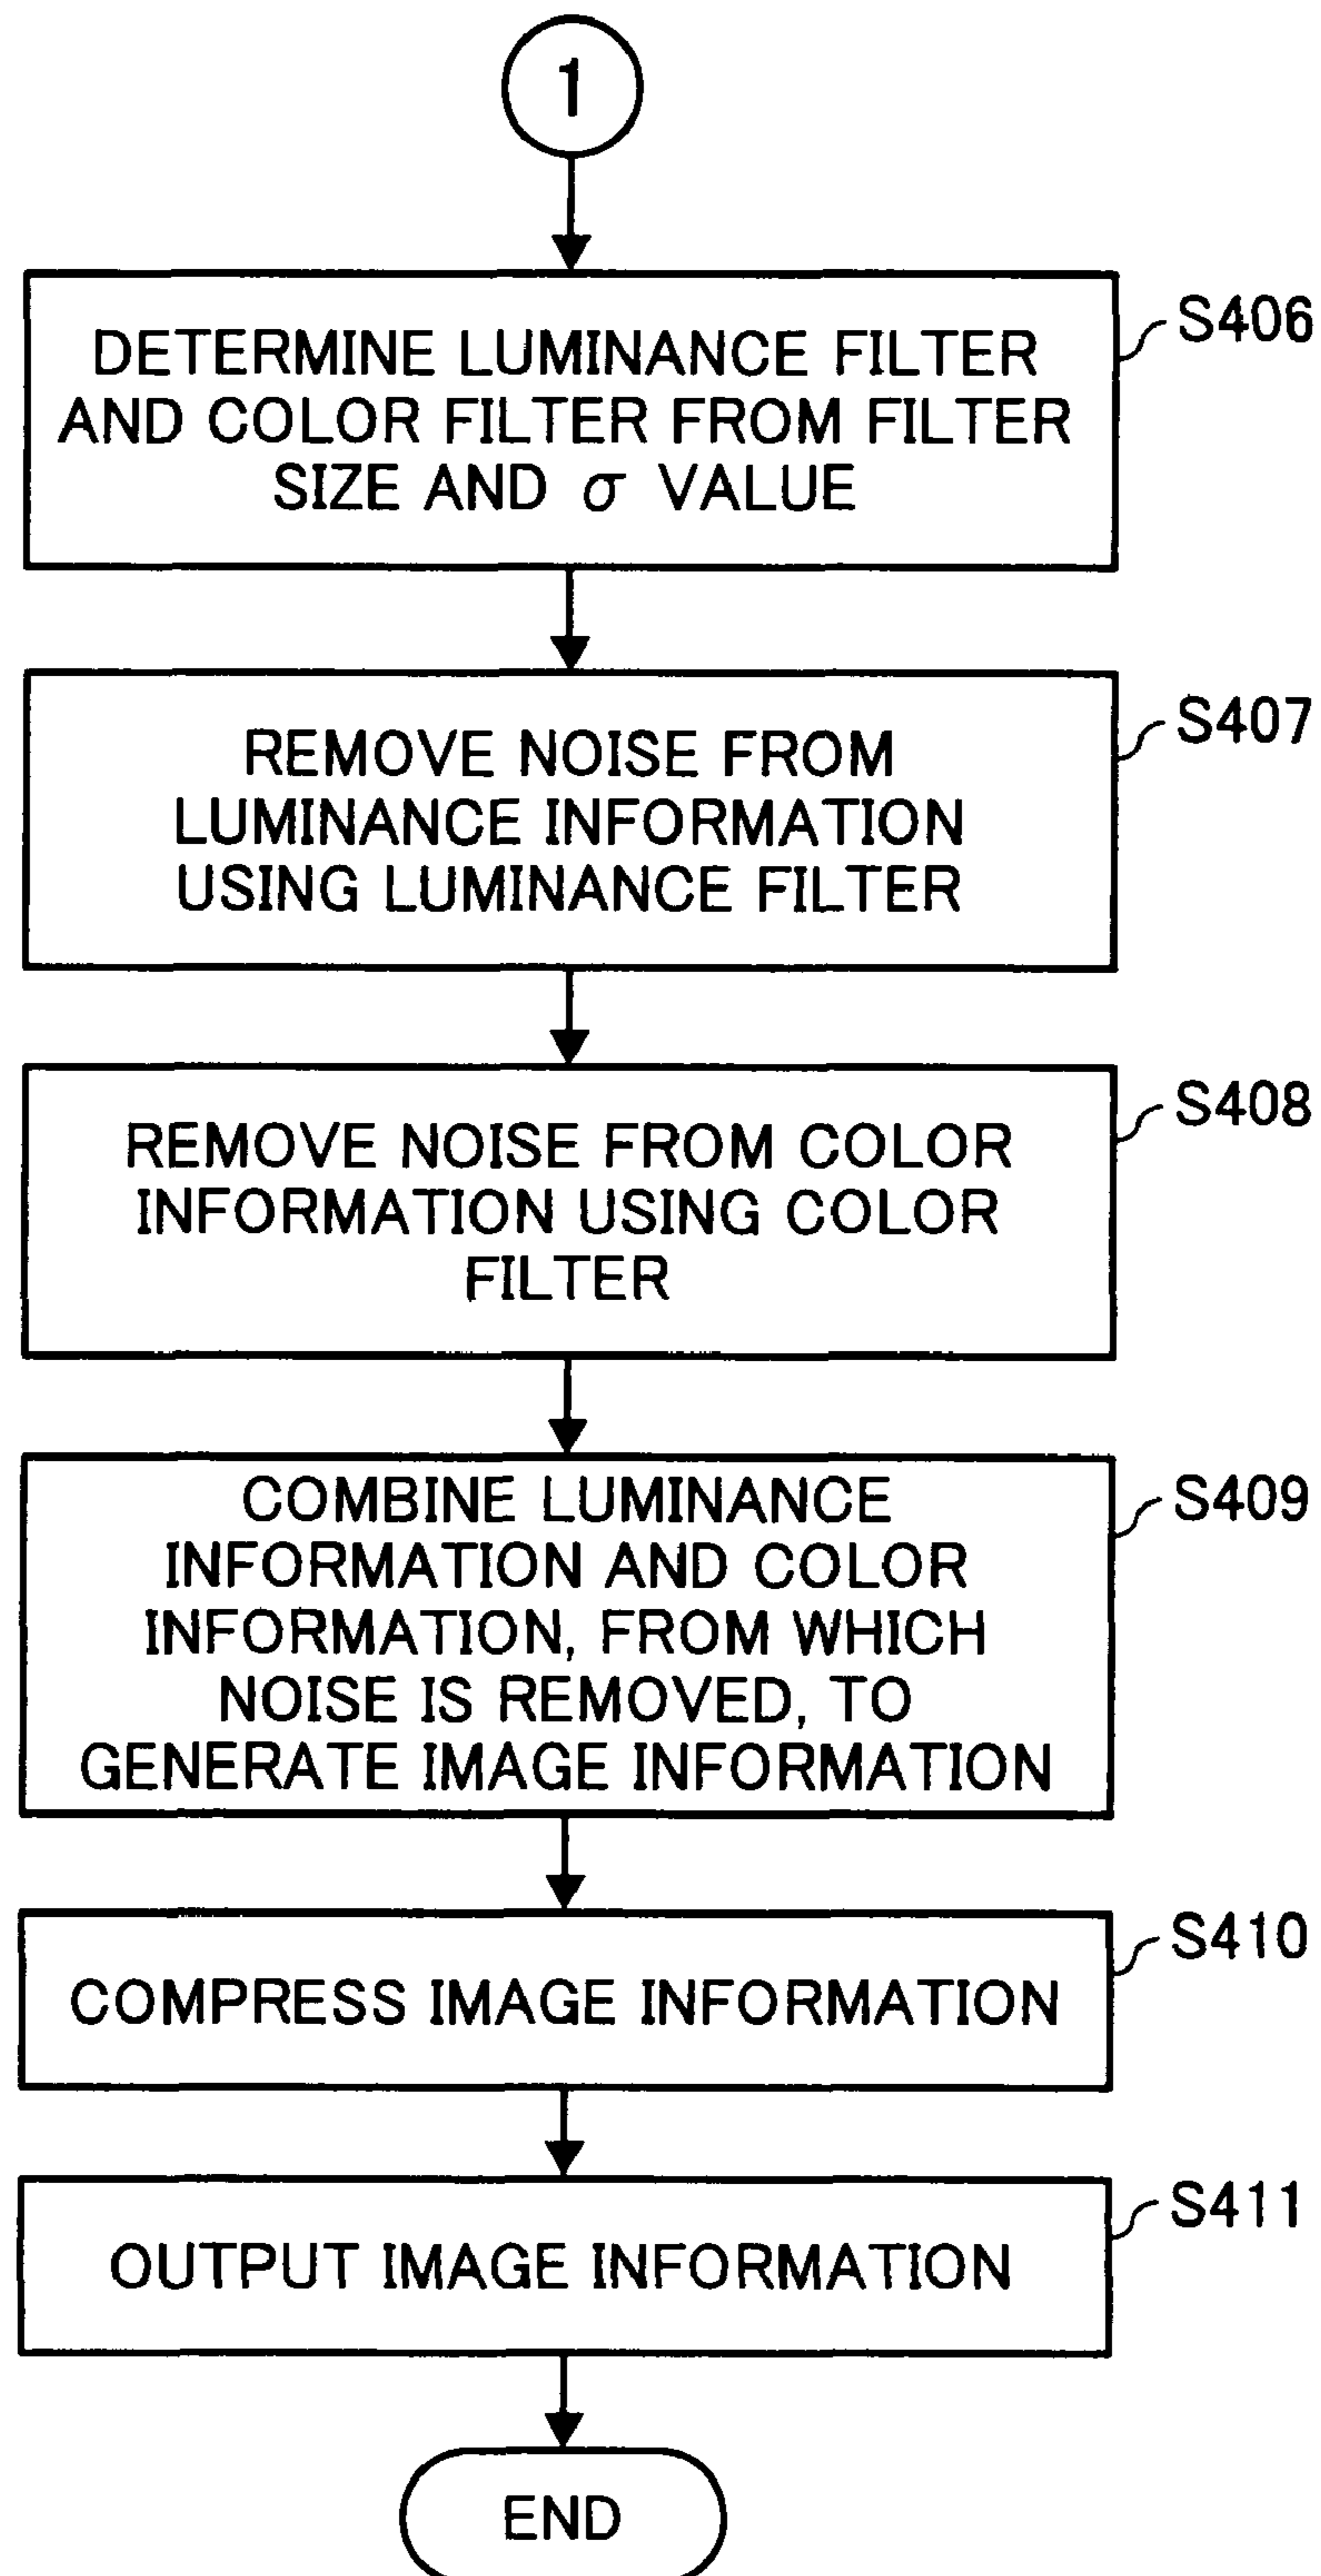 1
DETERMINE LUMINANCE FILTER
AND COLOR FILTER FROM FILTER
SIZE AND σ VALUE
S406
REMOVE NOISE FROM
LUMINANCE INFORMATION
USING LUMINANCE FILTER
S407
REMOVE NOISE FROM COLOR
INFORMATION USING COLOR
FILTER
S408
COMBINE LUMINANCE
INFORMATION AND COLOR
INFORMATION, FROM WHICH
NOISE IS REMOVED, TO
GENERATE IMAGE INFORMATION
S409
COMPRESS IMAGE INFORMATION
S410
OUTPUT IMAGE INFORMATION
S411
END